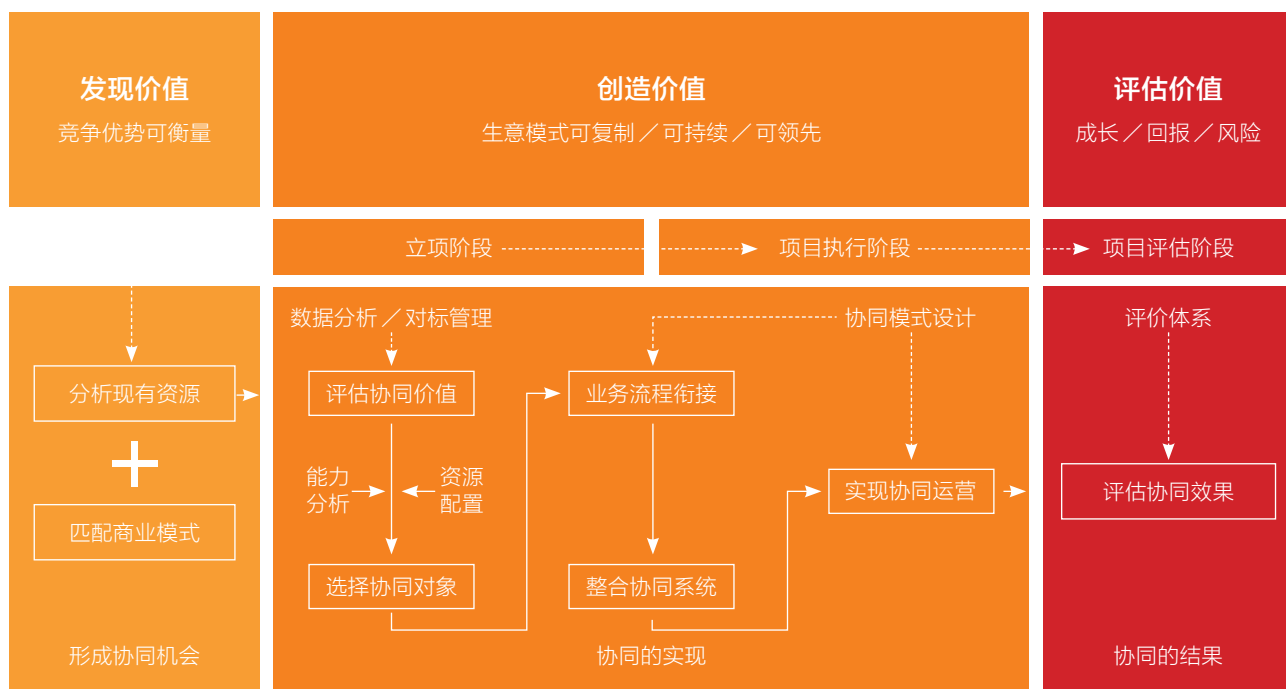 发现价值
竞争优势可衡量
创造价值
生意模式可复制／可持续／可领先
评估价值
成长／回报／风险
立项阶段
项目执行阶段
项目评估阶段
分析现有资源
匹配商业模式
形成协同机会
数据分析／对标管理
协同模式设计
评估协同价值
业务流程衔接
能力
分析
资源
配置
实现协同运营
选择协同对象
整合协同系统
协同的实现
评价体系
评估协同效果
协同的结果